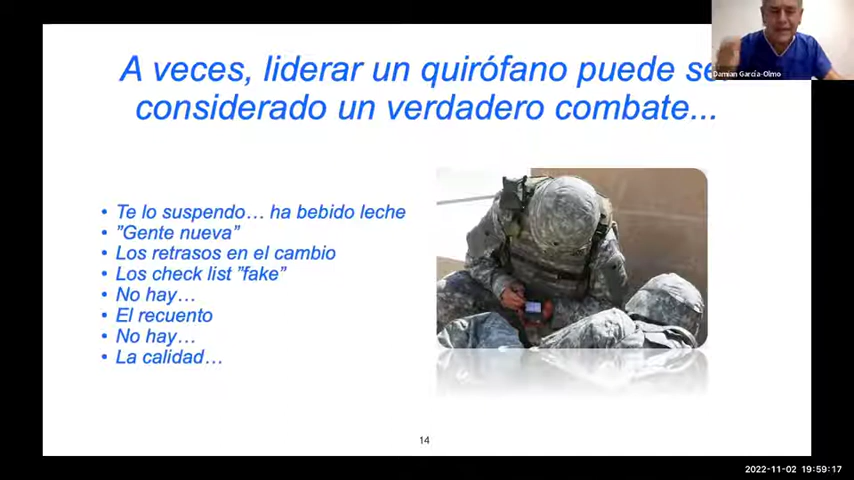 A veces, liderar un quirófano puede se
considerado un verdadero combate...
Damian García-Olmo
• Te lo suspendo… ha bebido leche
• ”Gente nueva”
• Los retrasos en el cambio
• Los check list ”fake”
• No hay…
• El recuento
• No hay…
• La calidad…
14
2022-11-02 19:59:17